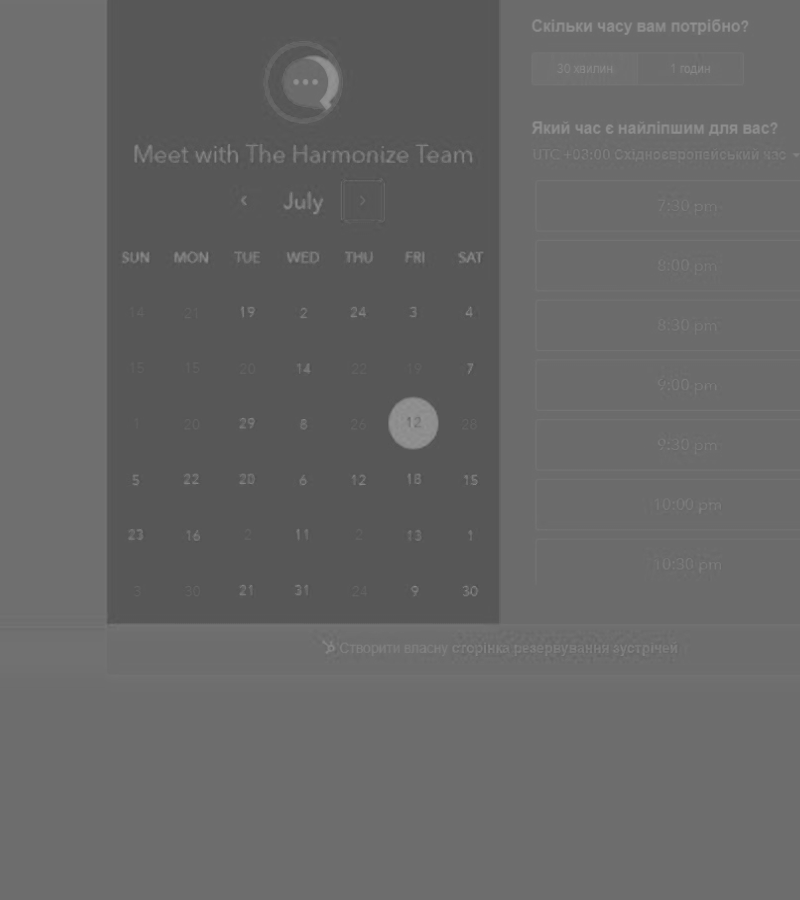 Meet with The Harmonize Team
July
SUN MON TUE WED THU FRI SAT
14 21 19 2 24 3 4
15 15 20 14 22 19 7
1 20 29 8 26 12 28
5 22 20 6 12 18 15
23 16 2 11 2 13 1
3 30 21 31 24 9 30
Скільки часу вам потрібно?
30 хвилин 1 годин
Який час є найліпшим для вас?
UTC +03:00 Східноєвропейський час
7:30 pm
8:00 pm
8:30 pm
9:00 pm
9:30 pm
10:00 pm
10:30 pm
Створити власну сторінка резервування зустрічей